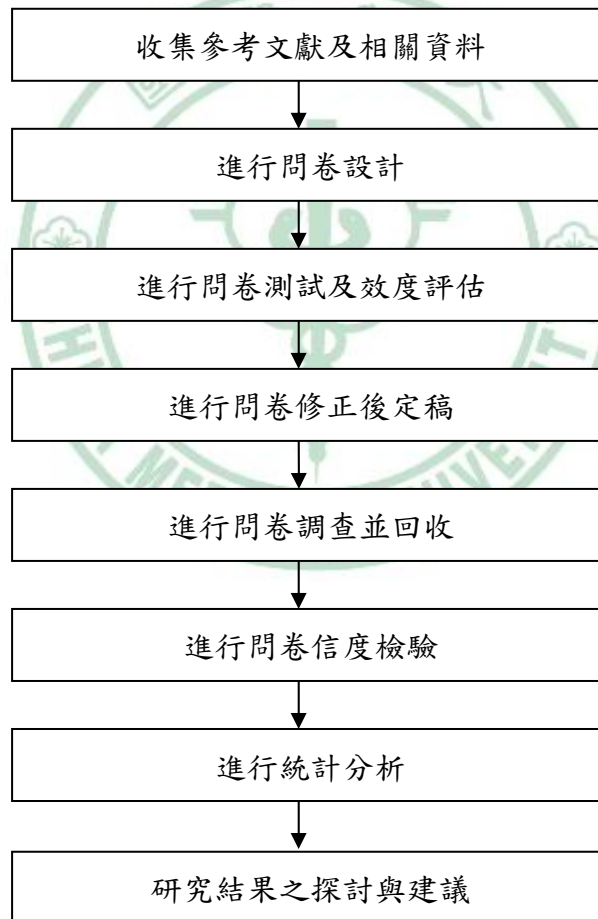 收集參考文獻及相關資料
進行問卷設計
進行問卷測試及效度評估
進行問卷修正後定稿
進行問卷調查並回收
進行問卷信度檢驗
進行統計分析
研究結果之探討與建議